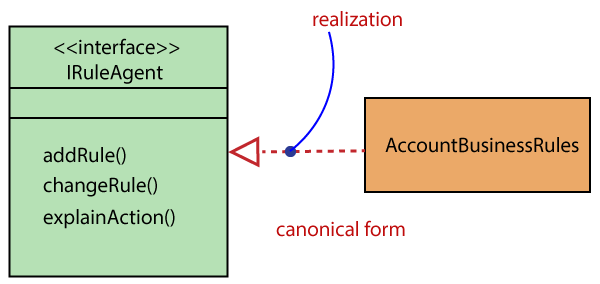 realization
<<interface>>
IRuleAgent
addRule()
changeRule()
explainAction()
AccountBusinessRules
canonical form